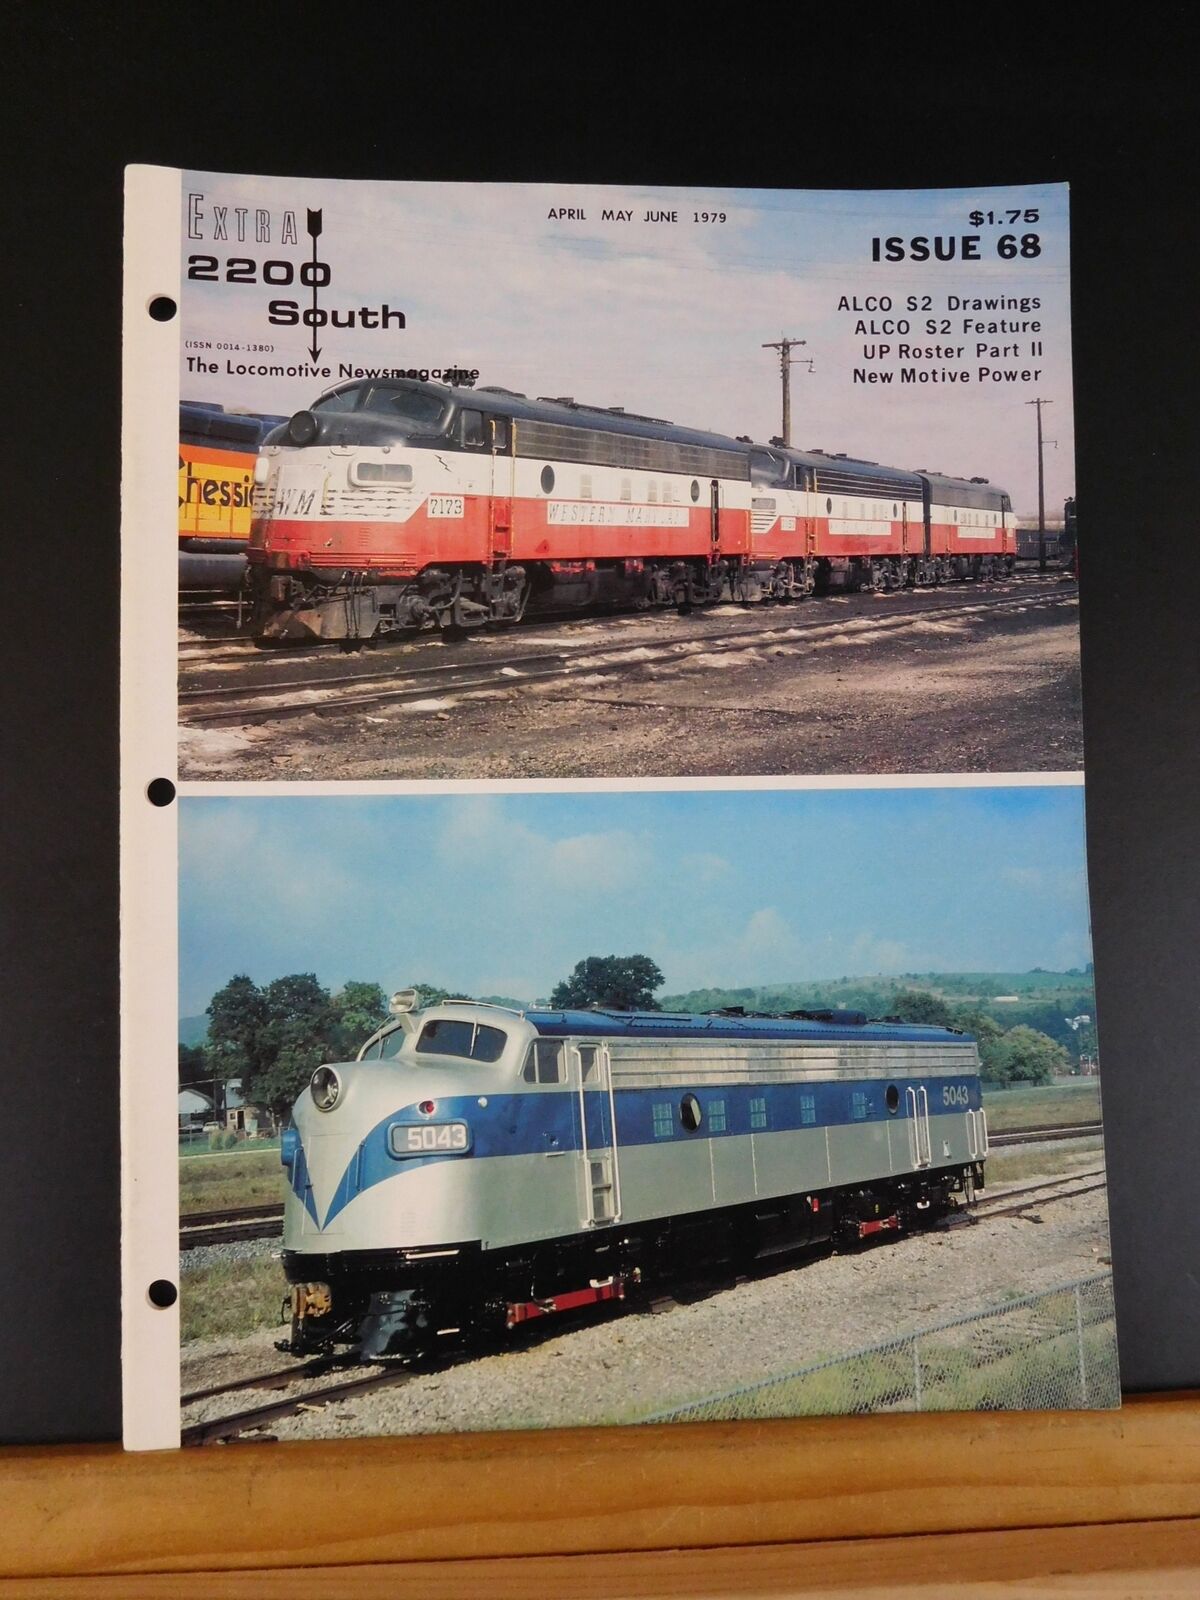 EXTRA
2200
South
(ISSN 0014-1380)
The Locomotive Newsmagazine
APRIL MAY JUNE 1979
$1.75
ISSUE 68
ALCO S2 Drawings
ALCO S2 Feature
UP Roster Part II
New Motive Power
Chessie
WM
7173
WESTERN MARYLAND
5043
5043